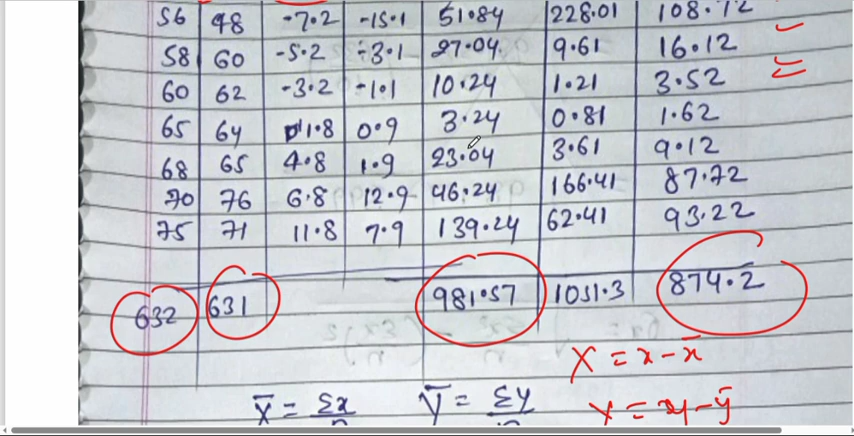 56 48 -7.2 -15.1 51.84 228.01 108.72
58 60 -5.2 -3.1 27.04 9.61 16.12
60 62 -3.2 -1.1 10.24 1.21 3.52
65 64 1.8 0.9 3.24 0.81 1.62
68 65 4.8 1.9 23.04 3.61 9.12
70 76 6.8 12.9 46.24 166.41 87.72
75 71 11.8 7.9 139.24 62.41 93.22
632 631 981.57 1051.3 874.2
X = x - x̄
X̄ = Σx Ȳ = Σy Y = y - ȳ